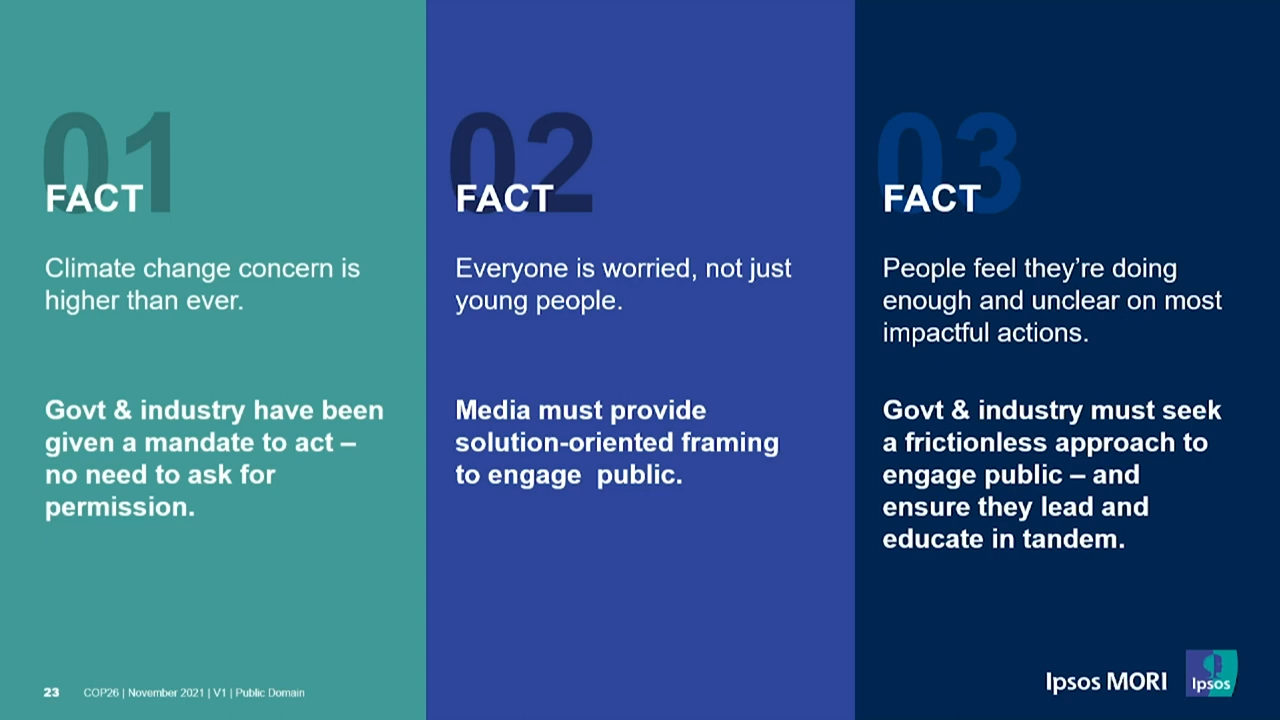 01
FACT
Climate change concern is
higher than ever.
Govt & industry have been
given a mandate to act –
no need to ask for
permission.
02
FACT
Everyone is worried, not just
young people.
Media must provide
solution-oriented framing
to engage  public.
03
FACT
People feel they’re doing
enough and unclear on most
impactful actions.
Govt & industry must seek
a frictionless approach to
engage public – and
ensure they lead and
educate in tandem.
23 COP26 | November 2021 | V1 | Public Domain
Ipsos MORI
Ipsos